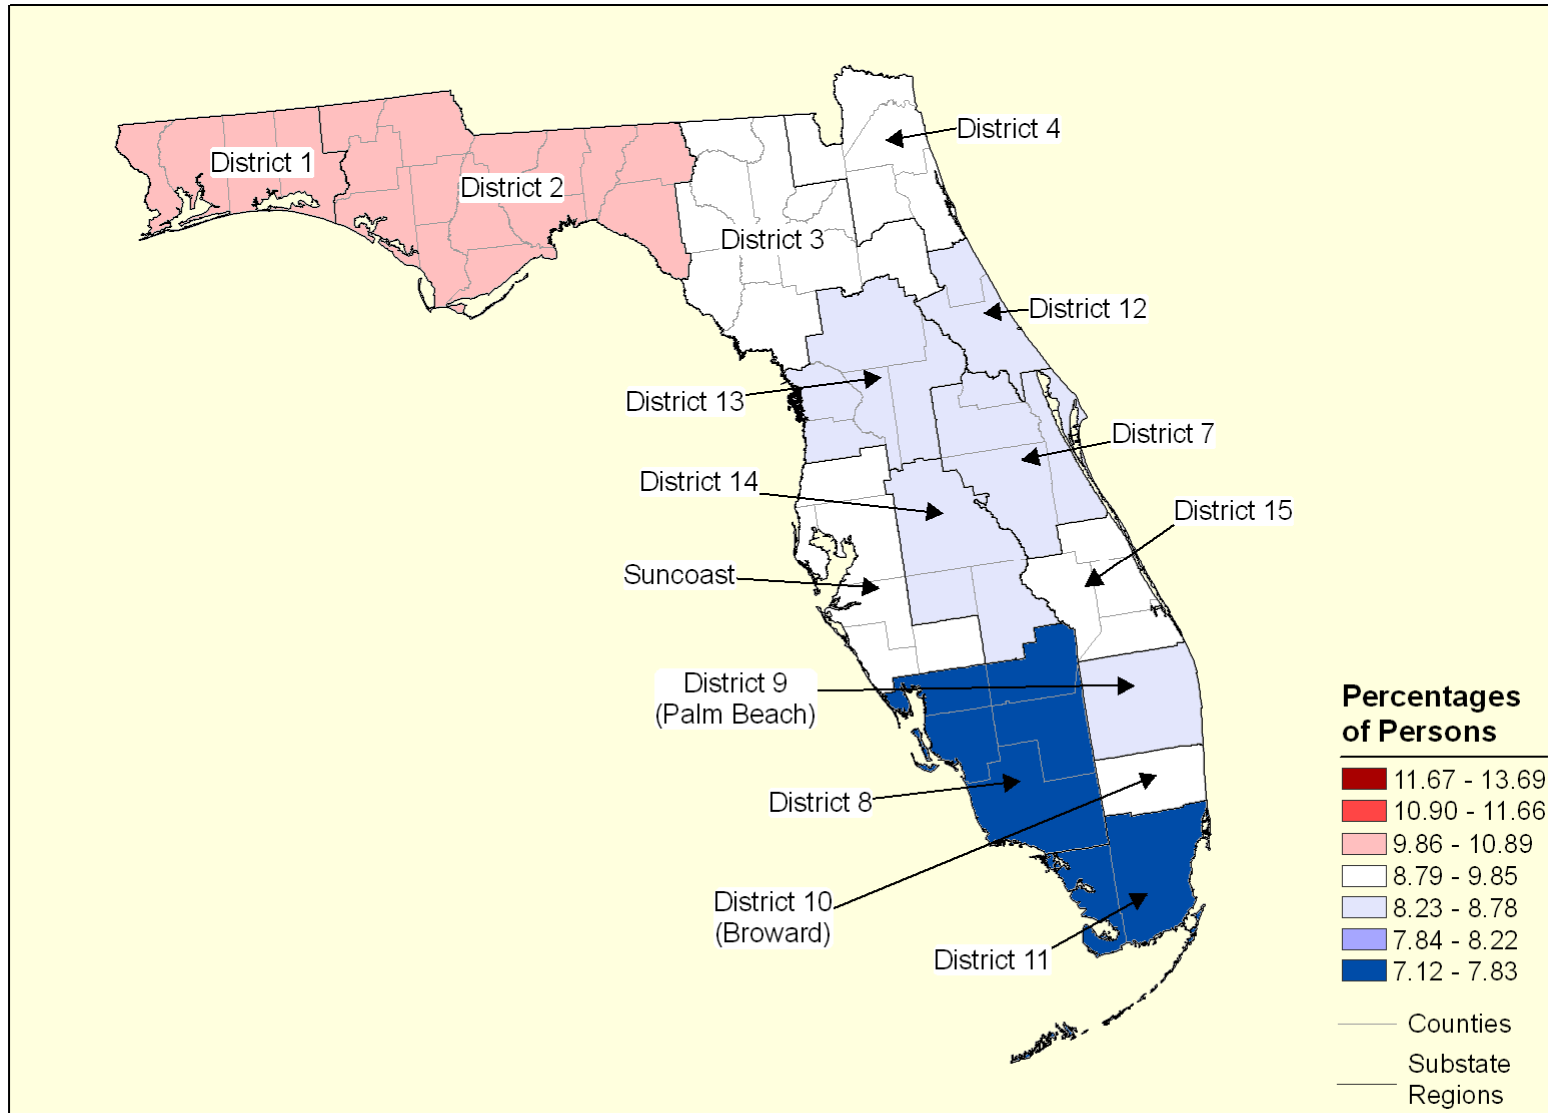 District 4
District 1
District 2
District 3
District 12
District 13
District 7
District 14
District 15
Suncoast
District 9
(Palm Beach)
District 8
District 10
(Broward)
District 11
Percentages
of Persons
11.67 - 13.69
10.90 - 11.66
9.86 - 10.89
8.79 - 9.85
8.23 - 8.78
7.84 - 8.22
7.12 - 7.83
Counties
Substate
Regions